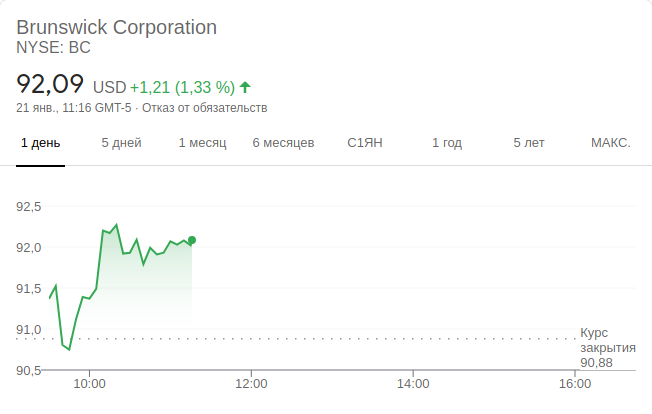 Brunswick Corporation
NYSE: BC
92,09 USD +1,21 (1,33 %)
21 янв., 11:16 GMT-5 · Отказ от обязательств
1 день 5 дней 1 месяц 6 месяцев С1ЯН 1 год 5 лет МАКС.
92,5
92,0
91,5
91,0
Курс
закрытия
90,88
90,5
10:00 12:00 14:00 16:00